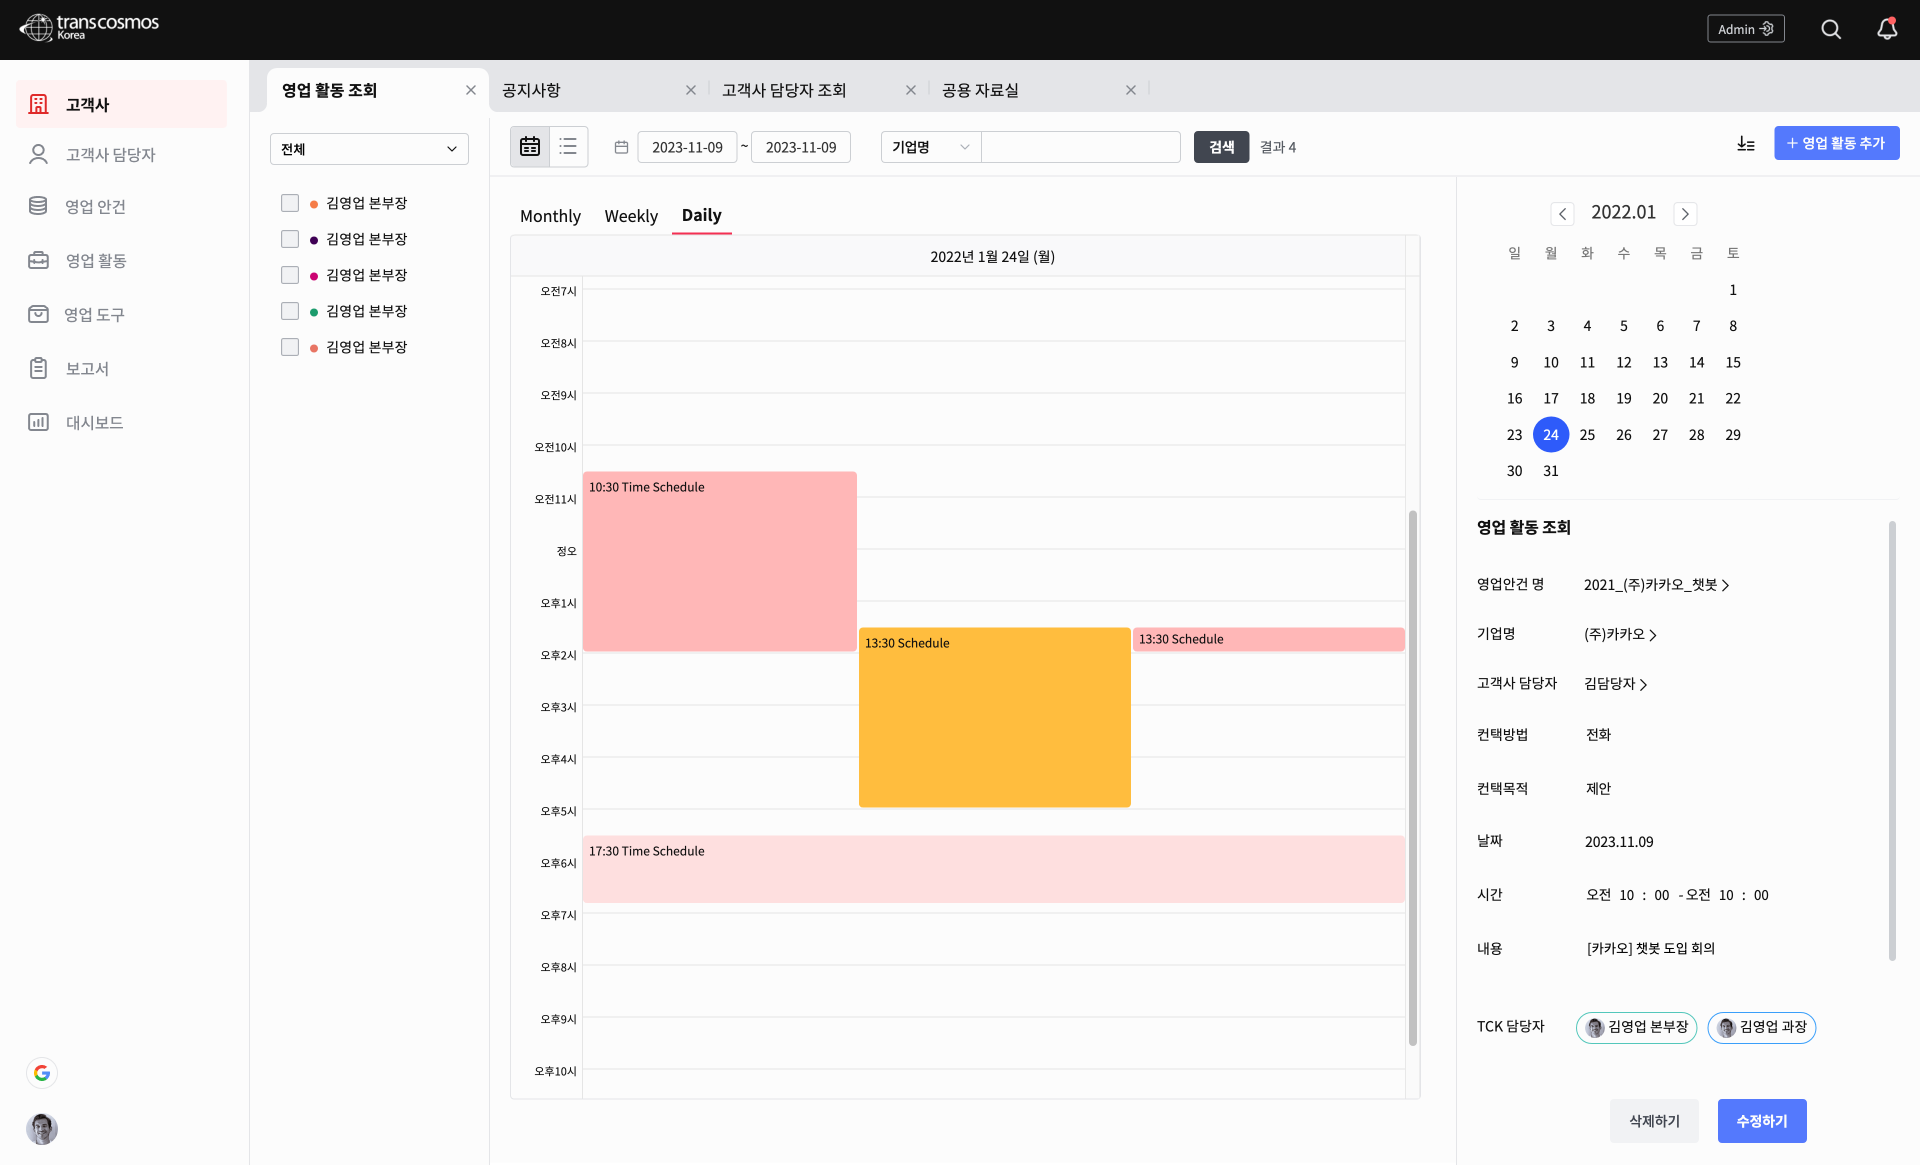 trans cosmos
Korea
Admin
고객사
고객사 담당자
영업 안건
영업 활동
영업 도구
보고서
대시보드
영업 활동 조회
공지사항
고객사 담당자 조회
공용 자료실
전체
김영업 본부장
김영업 본부장
김영업 본부장
김영업 본부장
김영업 본부장
2023-11-09 ~ 2023-11-09
기업명
검색
결과 4
+ 영업 활동 추가
Monthly
Weekly
Daily
2022년 1월 24일 (월)
오전7시
오전8시
오전9시
오전10시
오전11시
정오
오후1시
오후2시
오후3시
오후4시
오후5시
오후6시
오후7시
오후8시
오후9시
오후10시
10:30 Time Schedule
13:30 Schedule
13:30 Schedule
17:30 Time Schedule
2022.01
일 월 화 수 목 금 토
1
2 3 4 5 6 7 8
9 10 11 12 13 14 15
16 17 18 19 20 21 22
23 24 25 26 27 28 29
30 31
영업 활동 조회
영업안건 명 2021_(주)카카오_챗봇
기업명 (주)카카오
고객사 담당자 김담당자
컨택방법 전화
컨택목적 제안
날짜 2023.11.09
시간 오전 10 : 00 - 오전 10 : 00
내용 [카카오] 챗봇 도입 회의
TCK 담당자 김영업 본부장 김영업 과장
삭제하기
수정하기